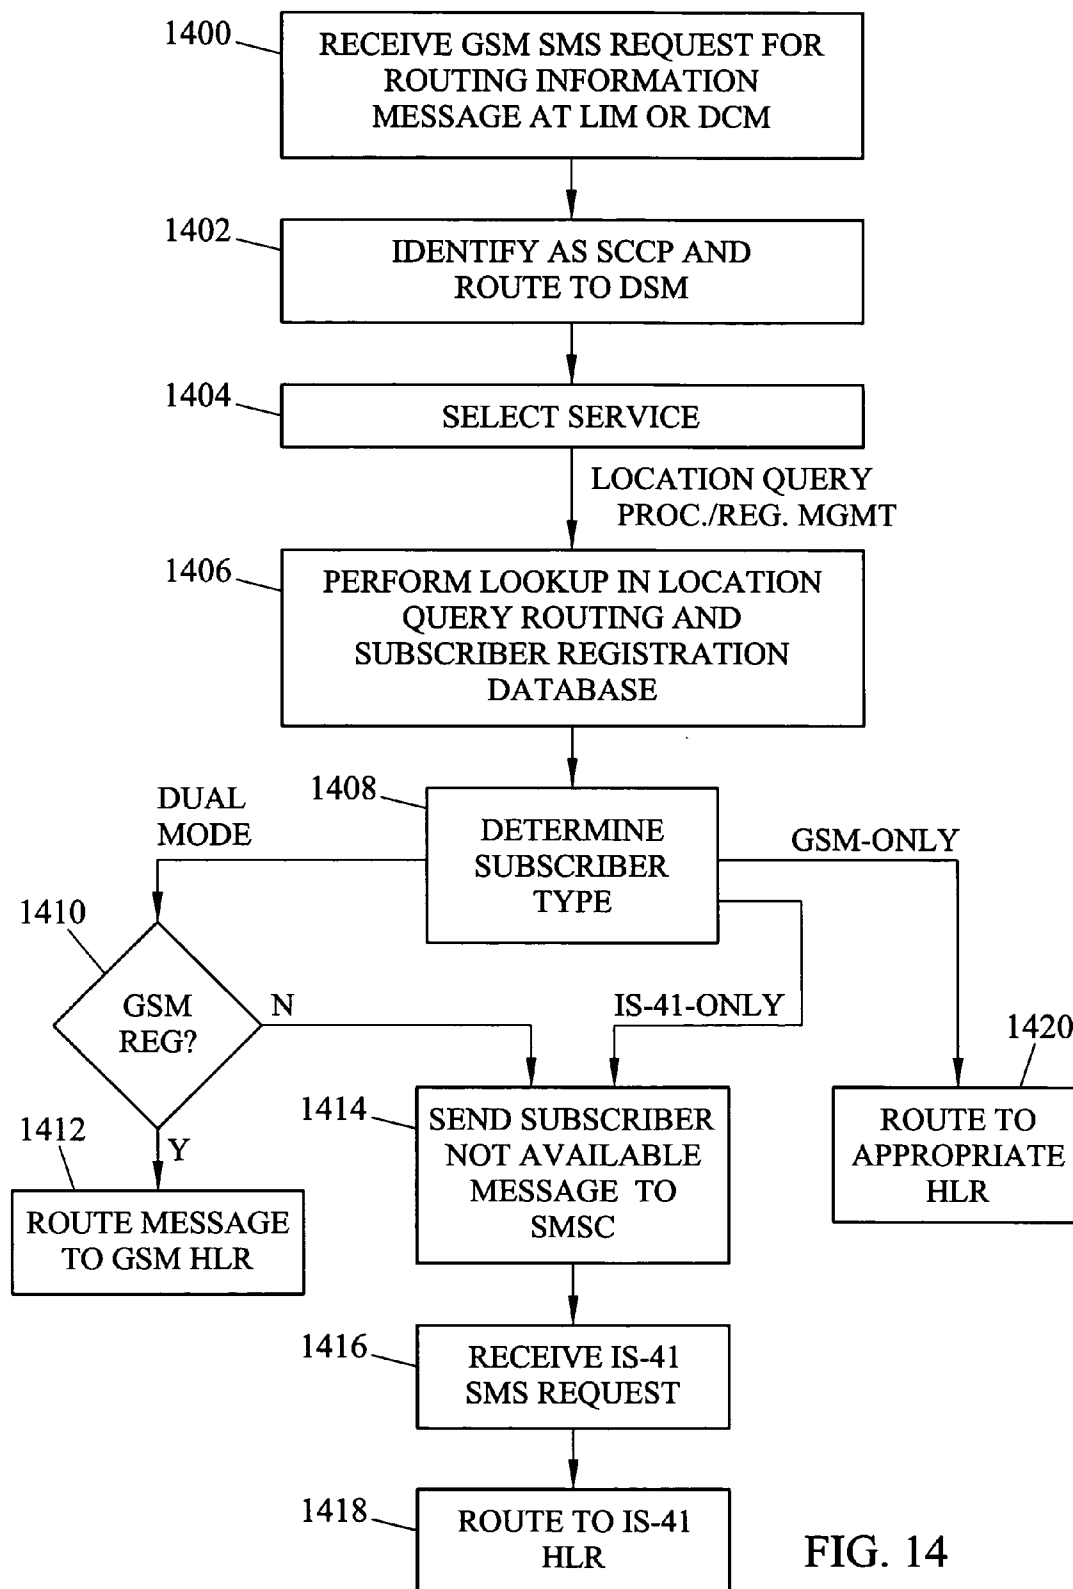 1400
RECEIVE GSM SMS REQUEST FOR
ROUTING INFORMATION
MESSAGE AT LIM OR DCM
1402
IDENTIFY AS SCCP AND
ROUTE TO DSM
1404
SELECT SERVICE
LOCATION QUERY
PROC./REG. MGMT
1406
PERFORM LOOKUP IN LOCATION
QUERY ROUTING AND
SUBSCRIBER REGISTRATION
DATABASE
1408
DETERMINE
SUBSCRIBER
TYPE
DUAL
MODE
GSM-ONLY
IS-41-ONLY
1410
GSM
REG?
N
Y
1412
ROUTE MESSAGE
TO GSM HLR
1414
SEND SUBSCRIBER
NOT AVAILABLE
MESSAGE TO
SMSC
1420
ROUTE TO
APPROPRIATE
HLR
1416
RECEIVE IS-41
SMS REQUEST
1418
ROUTE TO IS-41
HLR
FIG. 14